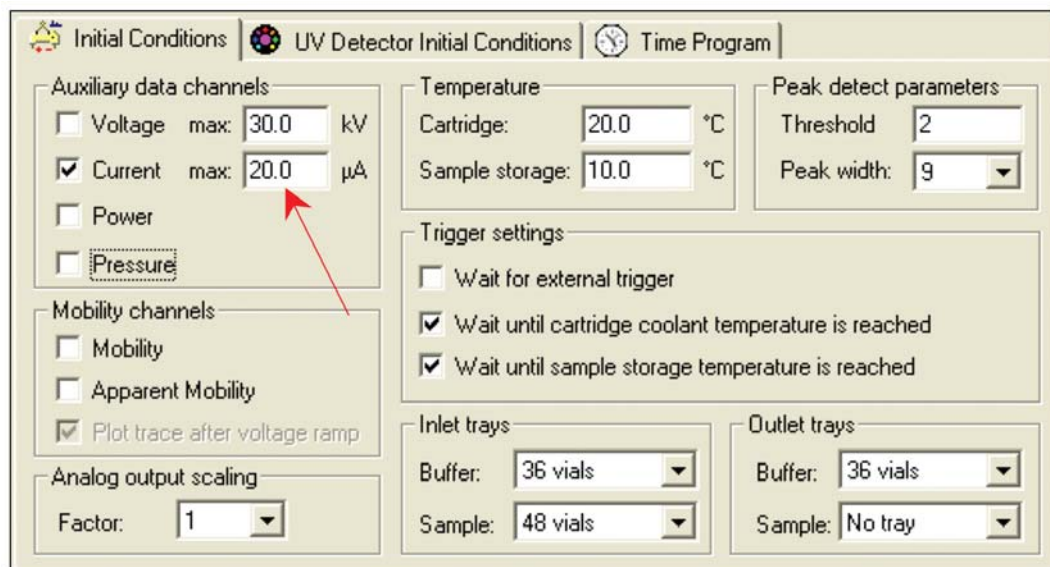 Initial Conditions
UV Detector Initial Conditions
Time Program
Auxiliary data channels
Voltage max: 30.0 kV
Current max: 20.0 µA
Power
Pressure
Mobility channels
Mobility
Apparent Mobility
Plot trace after voltage ramp
Analog output scaling
Factor: 1
Temperature
Cartridge: 20.0 °C
Sample storage: 10.0 °C
Peak detect parameters
Threshold 2
Peak width: 9
Trigger settings
Wait for external trigger
Wait until cartridge coolant temperature is reached
Wait until sample storage temperature is reached
Inlet trays
Buffer: 36 vials
Sample: 48 vials
Outlet trays
Buffer: 36 vials
Sample: No tray